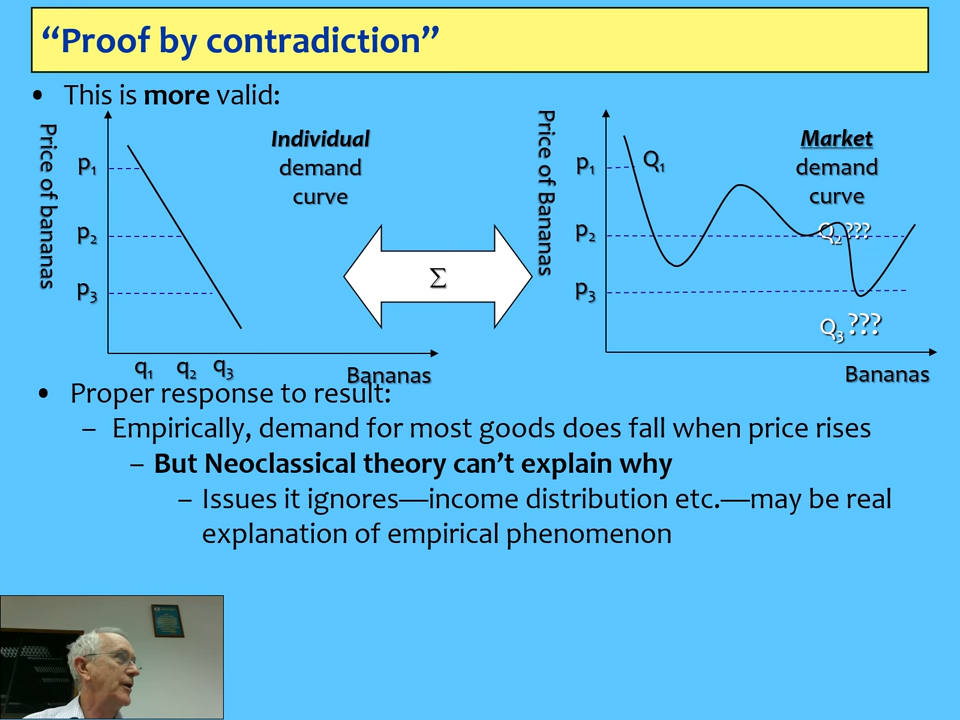 “Proof by contradiction”
• This is more valid:
Price of bananas
p₁
p₂
p₃
Individual
demand
curve
q₁ q₂ q₃
Bananas
Σ
Price of Bananas
p₁
p₂
p₃
Q₁
Market
demand
curve
Q₂ ???
Q₃ ???
Bananas
• Proper response to result:
– Empirically, demand for most goods does fall when price rises
– But Neoclassical theory can’t explain why
– Issues it ignores—income distribution etc.—may be real
explanation of empirical phenomenon